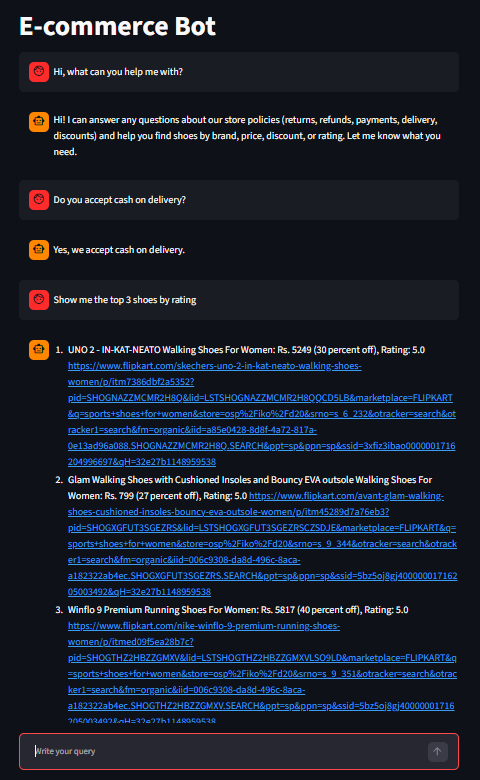 E-commerce Bot
Hi, what can you help me with?
Hi! I can answer any questions about our store policies (returns, refunds, payments, delivery,
discounts) and help you find shoes by brand, price, discount, or rating. Let me know what you
need.
Do you accept cash on delivery?
Yes, we accept cash on delivery.
Show me the top 3 shoes by rating
1. UNO 2 - IN-KAT-NEATO Walking Shoes For Women: Rs. 5249 (30 percent off), Rating: 5.0
https://www.flipkart.com/skechers-uno-2-in-kat-neato-walking-shoes-
women/p/itm7386dbf2a5352?
pid=SHOGNAZZMCMR2H8Q&lid=LSTSHOGNAZZMCMR2H8QQCD5LB&marketplace=FLIPKART
&q=sports+shoes+for+women&store=osp%2Fiko%2Fd20&srno=s_6_232&otracker=search&ot
racker1=search&fm=organic&iid=a85e0428-8d8f-4a72-817a-
0e13ad96a088.SHOGNAZZMCMR2H8Q.SEARCH&ppt=sp&ppn=sp&ssid=3xfiz3ibao0000001716
204996697&qH=32e27b1148959538
2. Glam Walking Shoes with Cushioned Insoles and Bouncy EVA outsole Walking Shoes For
Women: Rs. 799 (27 percent off), Rating: 5.0 https://www.flipkart.com/avant-glam-walking-
shoes-cushioned-insoles-bouncy-eva-outsole-women/p/itm45289d7a76eb3?
pid=SHOGXGFUT3SGEZRS&lid=LSTSHOGXGFUT3SGEZRSCZSDJE&marketplace=FLIPKART&q=
sports+shoes+for+women&store=osp%2Fiko%2Fd20&srno=s_9_344&otracker=search&otrack
er1=search&fm=organic&iid=006c9308-da8d-496c-8aca-
a182322ab4ec.SHOGXGFUT3SGEZRS.SEARCH&ppt=sp&ppn=sp&ssid=5bz5oj8gj40000001716 2
05003492&qH=32e27b1148959538
3. Winflo 9 Premium Running Shoes For Women: Rs. 5817 (40 percent off), Rating: 5.0
https://www.flipkart.com/nike-winflo-9-premium-running-shoes-
women/p/itmed09f5ea28b7c?
pid=SHOGTHZ2HBZZGMXV&lid=LSTSHOGTHZ2HBZZGMXVLSO9LD&marketplace=FLIPKART&q
=sports+shoes+for+women&store=osp%2Fiko%2Fd20&srno=s_9_351&otracker=search&otrac
ker1=search&fm=organic&iid=006c9308-da8d-496c-8aca-
a182322ab4ec.SHOGTHZ2HBZZGMXV.SEARCH&ppt=sp&ppn=sp&ssid=5bz5oj8gj40000001716
205003492&qH=32e27b1148959538
Write your query